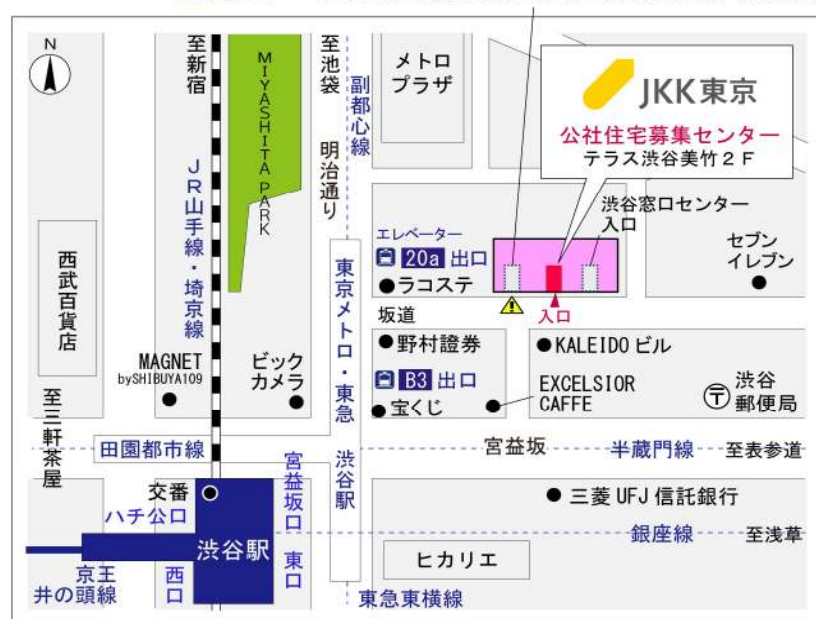 N
至新宿
MIYASHITA PARK
至池袋
明治通り
副都心線
メトロ
プラザ
JKK東京
公社住宅募集センター
テラス渋谷美竹２Ｆ
JR山手線・埼京線
西武百貨店
エレベーター
20a 出口
ラコステ
渋谷窓口センター
入口
セブン
イレブン
入口
坂道
東京メトロ・東急
渋谷駅
野村證券
KALEIDO ビル
MAGNET
bySHIBUYA109
ビック
カメラ
B3 出口
宝くじ
EXCELSIOR
CAFFE
〒
渋谷
郵便局
至三軒茶屋
田園都市線
宮益坂
半蔵門線
至表参道
交番
ハチ公口
宮益坂口
三菱 UFJ 信託銀行
渋谷駅
銀座線
至浅草
京王
井の頭線
西口
東口
ヒカリエ
東急東横線